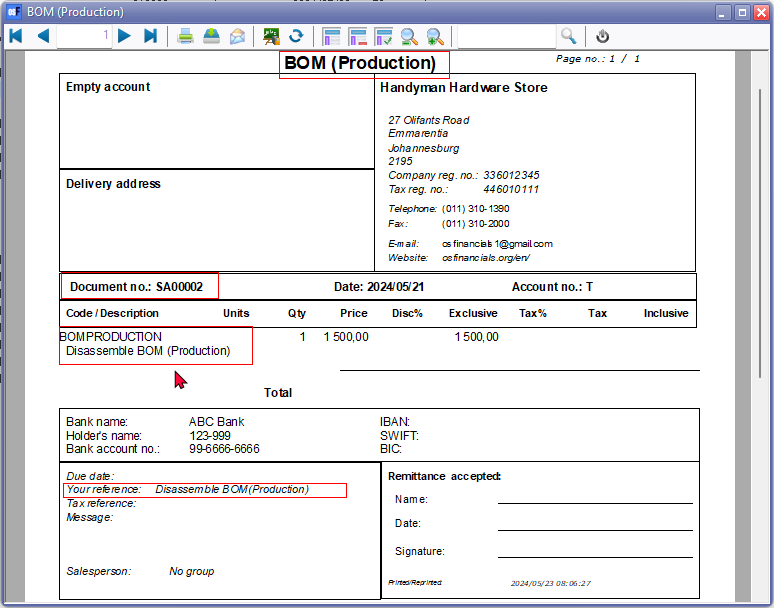 BOM (Production)
1
BOM (Production)
Page no.: 1 / 1
Empty account
Handyman Hardware Store
27 Olifants Road
Emmarentia
Johannesburg
2195
Company reg. no.: 336012345
Tax reg. no.: 446010111
Delivery address
Telephone: (011) 310-1390
Fax: (011) 310-2000
E-mail: osfinancials1@gmail.com
Website: osfinancials.org/en/
Document no.: SA00002 Date: 2024/05/21 Account no.: T
Code / Description Units Qty Price Disc% Exclusive Tax% Tax Inclusive
BOMPRODUCTION 1 1 500,00 1 500,00
Disassemble BOM (Production)
Total
Bank name: ABC Bank IBAN:
Holder's name: 123-999 SWIFT:
Bank account no.: 99-6666-6666 BIC:
Due date:
Your reference: Disassemble BOM(Production)
Tax reference:
Message:
Salesperson: No group
Remittance accepted:
Name:
Date:
Signature:
Printed/Reprinted: 2024/05/23 08:06:27